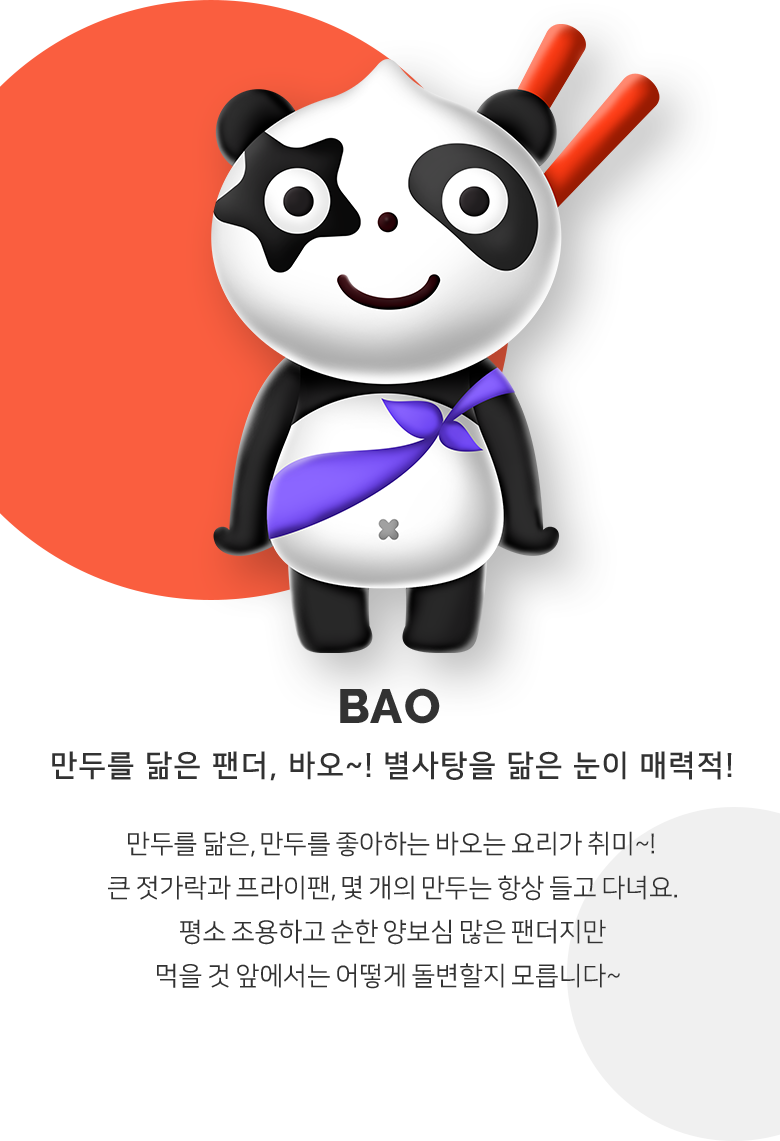 BAO
만두를 닮은 팬더, 바오~! 별사탕을 닮은 눈이 매력적!
만두를 닮은, 만두를 좋아하는 바오는 요리가 취미~!
큰 젓가락과 프라이팬, 몇 개의 만두는 항상 들고 다녀요.
평소 조용하고 순한 양보심 많은 팬더지만
먹을 것 앞에서는 어떻게 돌변할지 모릅니다~